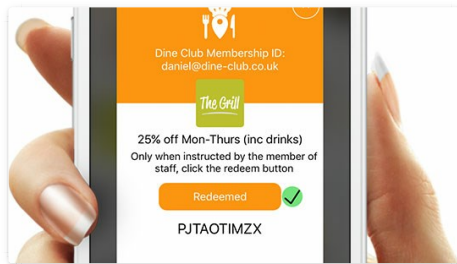 Dine Club Membership ID:
daniel@dine-club.co.uk
The Grill
25% off Mon-Thurs (inc drinks)
Only when instructed by the member of
staff, click the redeem button
Redeemed
PJTAOTIMZX